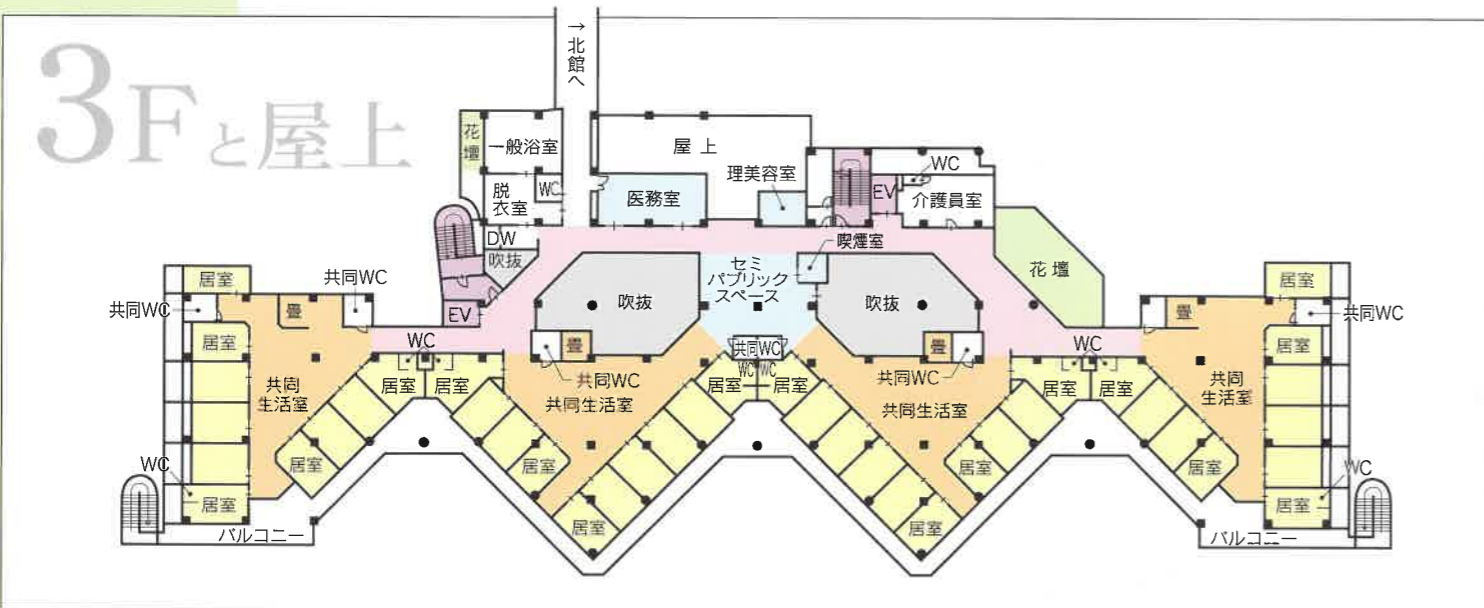 3Fと屋上
→北館へ
花壇
一般浴室
屋上
理美容室
WC
脱衣室
WC
医務室
EV
介護員室
DW
吹抜
喫煙室
花壇
セミ
パブリック
スペース
吹抜
吹抜
EV
居室
共同WC
共同WC
畳
居室
WC
畳
共同WC
畳
WC
畳
居室
共同WC
居室
共同
生活室
居室
居室
共同WC
共同生活室
WC
WC
居室
居室
共同WC
共同生活室
居室
居室
共同
生活室
WC
居室
居室
居室
居室
居室
居室
居室
WC
居室
バルコニー
バルコニー